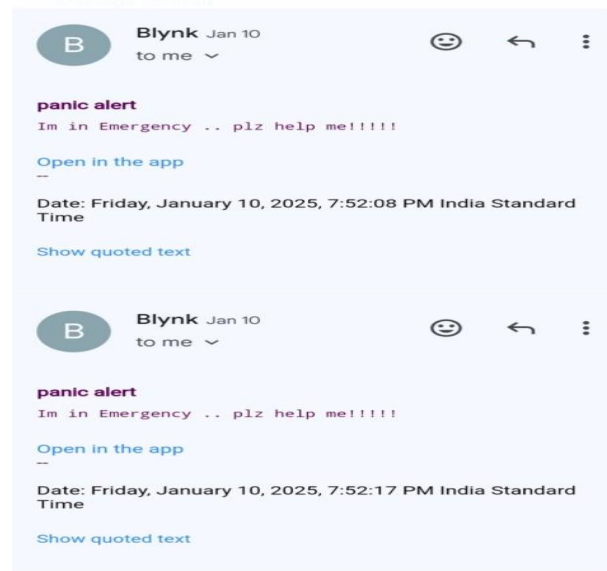 B
Blynk Jan 10
to me
panic alert
Im in Emergency .. plz help me!!!!!
Open in the app
--
Date: Friday, January 10, 2025, 7:52:08 PM India Standard
Time
Show quoted text
B
Blynk Jan 10
to me
panic alert
Im in Emergency .. plz help me!!!!!
Open in the app
--
Date: Friday, January 10, 2025, 7:52:17 PM India Standard
Time
Show quoted text